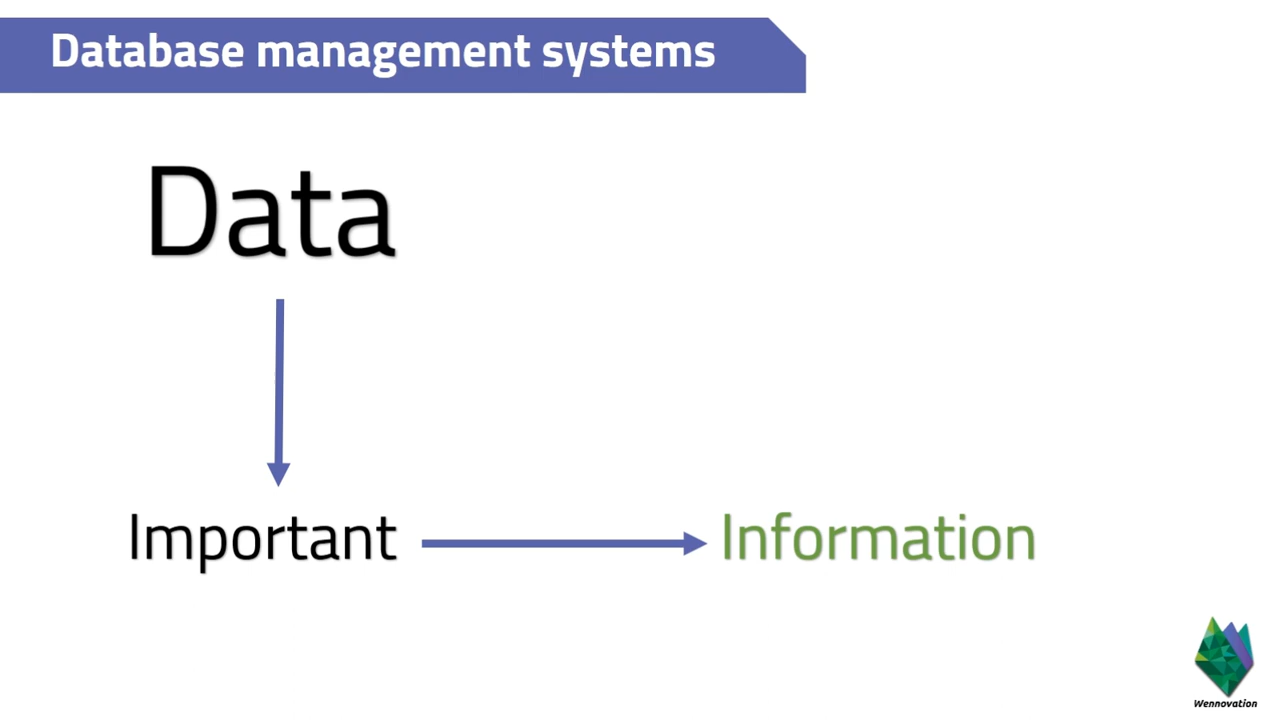 Database management systems
Data
Important
Information
Wennovation